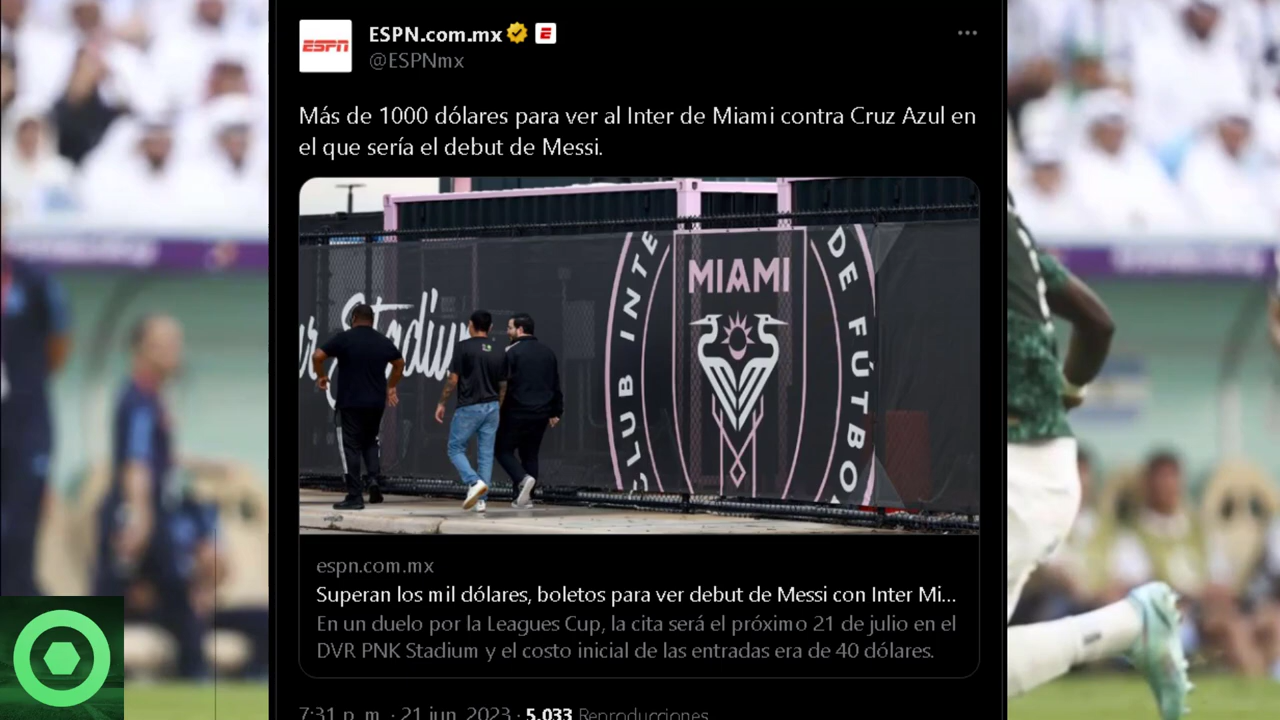 ESPN
ESPN.com.mx
@ESPNmx
Más de 1000 dólares para ver al Inter de Miami contra Cruz Azul en
el que sería el debut de Messi.
Stadium
MIAMI
CLUB INTE
DE FÚTBO
espn.com.mx
Superan los mil dólares, boletos para ver debut de Messi con Inter Mi...
En un duelo por la Leagues Cup, la cita será el próximo 21 de julio en el
DVR PNK Stadium y el costo inicial de las entradas era de 40 dólares.
7:31 p. m. · 21 jun. 2023 · 5,033 Reproducciones